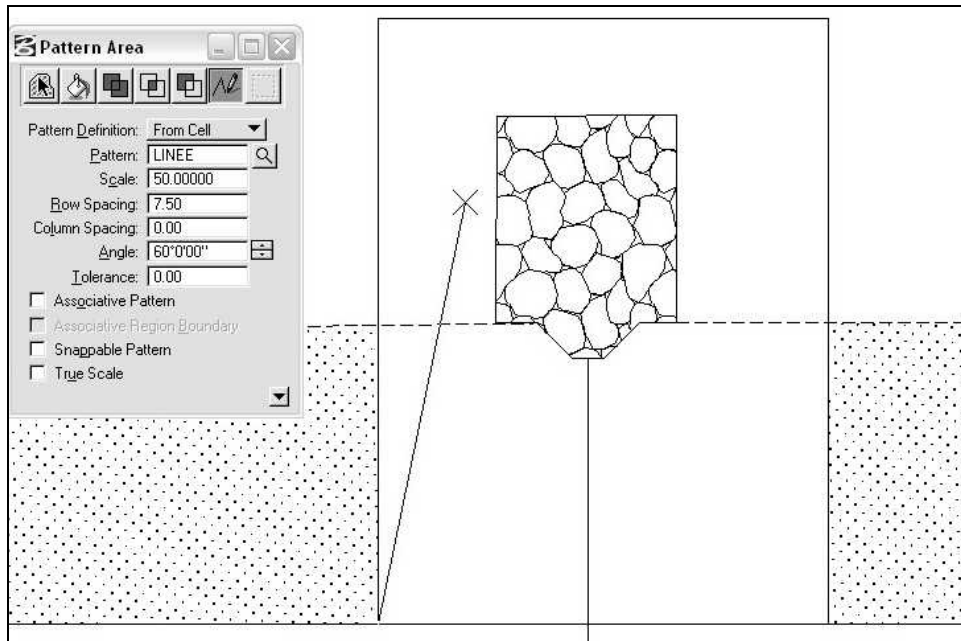 Pattern Area
Pattern Definition: From Cell
Pattern: LINEE
Scale: 50.00000
Row Spacing: 7.50
Column Spacing: 0.00
Angle: 60°0'00"
Tolerance: 0.00
Associative Pattern
Associative Region Boundary
Snappable Pattern
True Scale